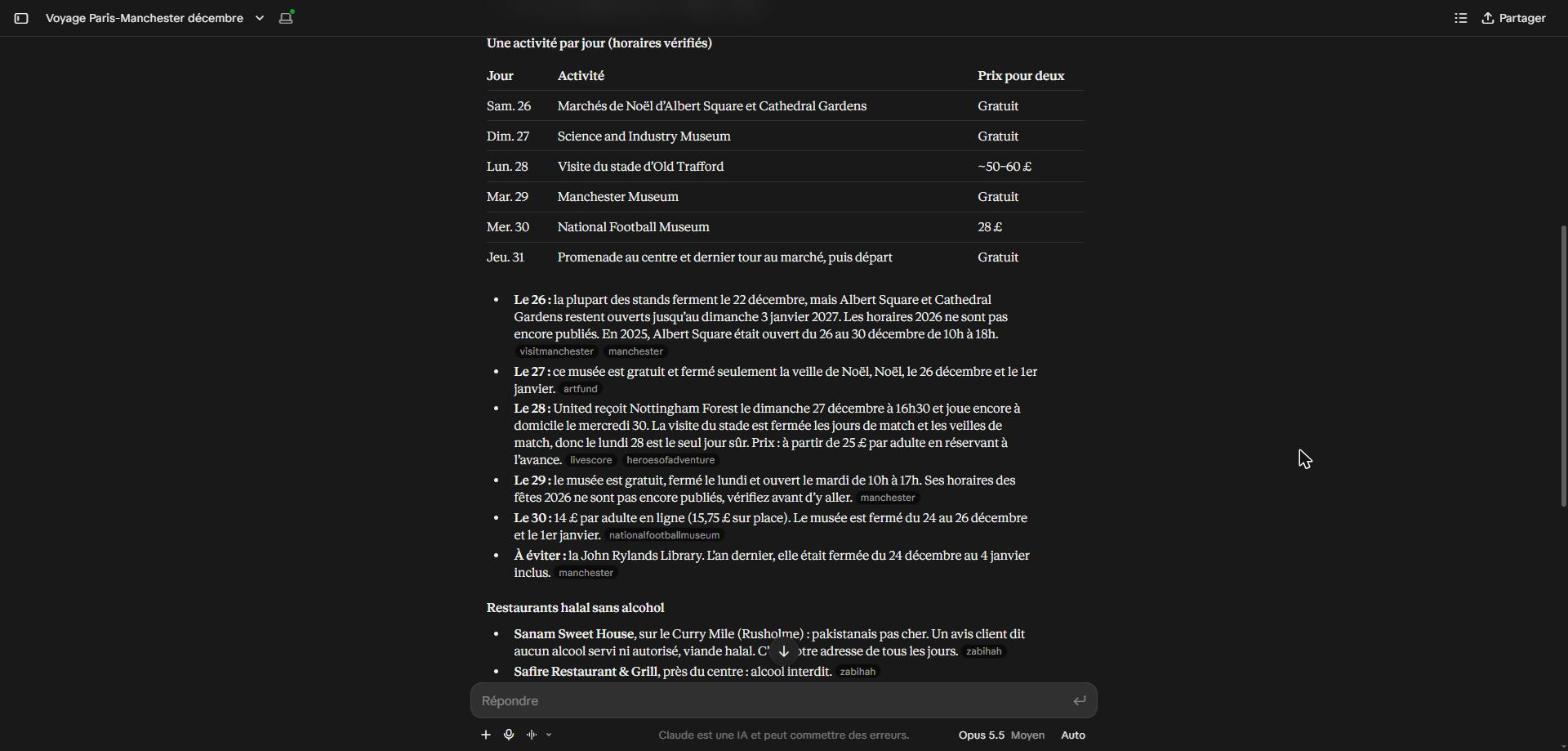 Voyage Paris-Manchester décembre
Partager
Une activité par jour (horaires vérifiés)
Jour Activité Prix pour deux
Sam. 26 Marchés de Noël d'Albert Square et Cathedral Gardens Gratuit
Dim. 27 Science and Industry Museum Gratuit
Lun. 28 Visite du stade d'Old Trafford ~50–60 £
Mar. 29 Manchester Museum Gratuit
Mer. 30 National Football Museum 28 £
Jeu. 31 Promenade au centre et dernier tour au marché, puis départ Gratuit
• Le 26 : la plupart des stands ferment le 22 décembre, mais Albert Square et Cathedral
Gardens restent ouverts jusqu'au dimanche 3 janvier 2027. Les horaires 2026 ne sont pas
encore publiés. En 2025, Albert Square était ouvert du 26 au 30 décembre de 10h à 18h.
visitmanchester manchester
• Le 27 : ce musée est gratuit et fermé seulement la veille de Noël, Noël, le 26 décembre et le 1er
janvier. artfund
• Le 28 : United reçoit Nottingham Forest le dimanche 27 décembre à 16h30 et joue encore à
domicile le mercredi 30. La visite du stade est fermée les jours de match et les veilles de
match, donc le lundi 28 est le seul jour sûr. Prix : à partir de 25 £ par adulte en réservant à
l'avance. livescore heroesofadventure
• Le 29 : le musée est gratuit, fermé le lundi et ouvert le mardi de 10h à 17h. Ses horaires des
fêtes 2026 ne sont pas encore publiés, vérifiez avant d'y aller. manchester
• Le 30 : 14 £ par adulte en ligne (15,75 £ sur place). Le musée est fermé du 24 au 26 décembre
et le 1er janvier. nationalfootballmuseum
• À éviter : la John Rylands Library. L'an dernier, elle était fermée du 24 décembre au 4 janvier
inclus. manchester
Restaurants halal sans alcohol
• Sanam Sweet House, sur le Curry Mile (Rusholme) : pakistanais pas cher. Un avis client dit
aucun alcool servi ni autorisé, viande halal. adresse de tous les jours. zabihah
• Safire Restaurant & Grill, près du centre : alcool interdit. zabihah
Répondre
Claude est une IA et peut commettre des erreurs. Opus 5.5 Moyen Auto